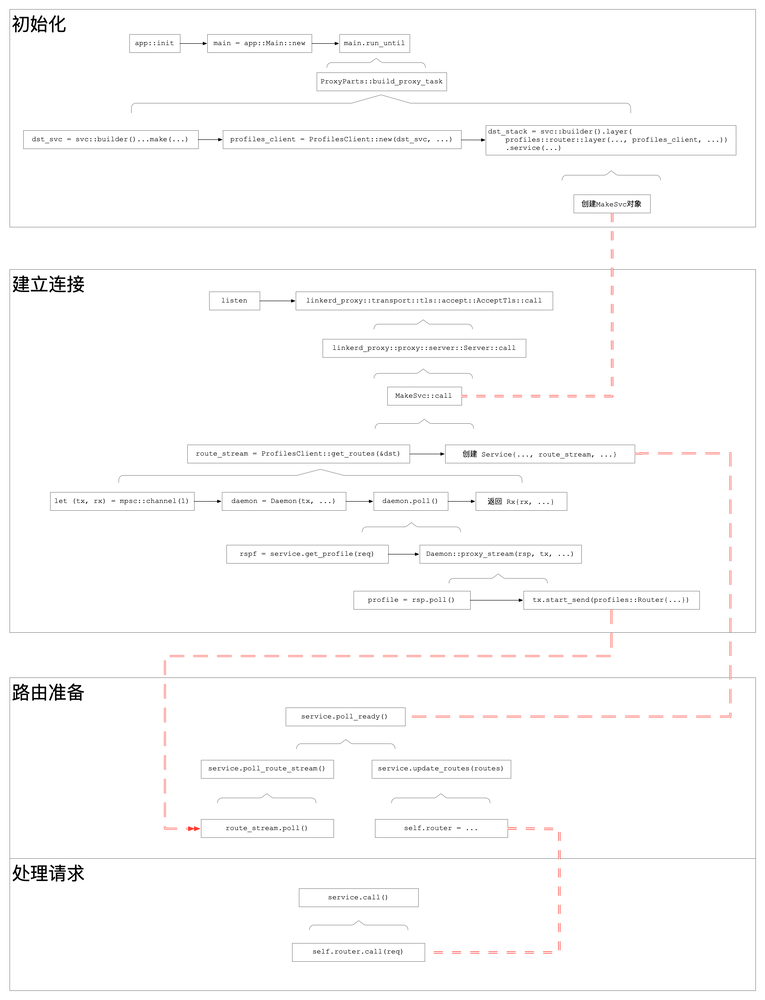 初始化
app::init
main = app::Main::new
main.run_until
ProxyParts::build_proxy_task
dst_svc = svc::builder()...make(...)
profiles_client = ProfilesClient::new(dst_svc, ...)
dst_stack = svc::builder().layer(
profiles::router::layer(..., profiles_client, ...))
.service(...)
创建MakeSvc对象
建立连接
listen
linkerd_proxy::transport::tls::accept::AcceptTls::call
linkerd_proxy::proxy::server::Server::call
MakeSvc::call
route_stream = ProfilesClient::get_routes(&dst)
创建 Service{..., route_stream, ...}
let (tx, rx) = mpsc::channel(1)
daemon = Daemon{tx, ...}
daemon.poll()
返回 Rx{rx, ...}
rspf = service.get_profile(req)
Daemon::proxy_stream(rsp, tx, ...)
profile = rsp.poll()
tx.start_send(profiles::Router{...})
路由准备
service.poll_ready()
service.poll_route_stream()
service.update_routes(routes)
route_stream.poll()
self.router = ...
处理请求
service.call()
self.router.call(req)